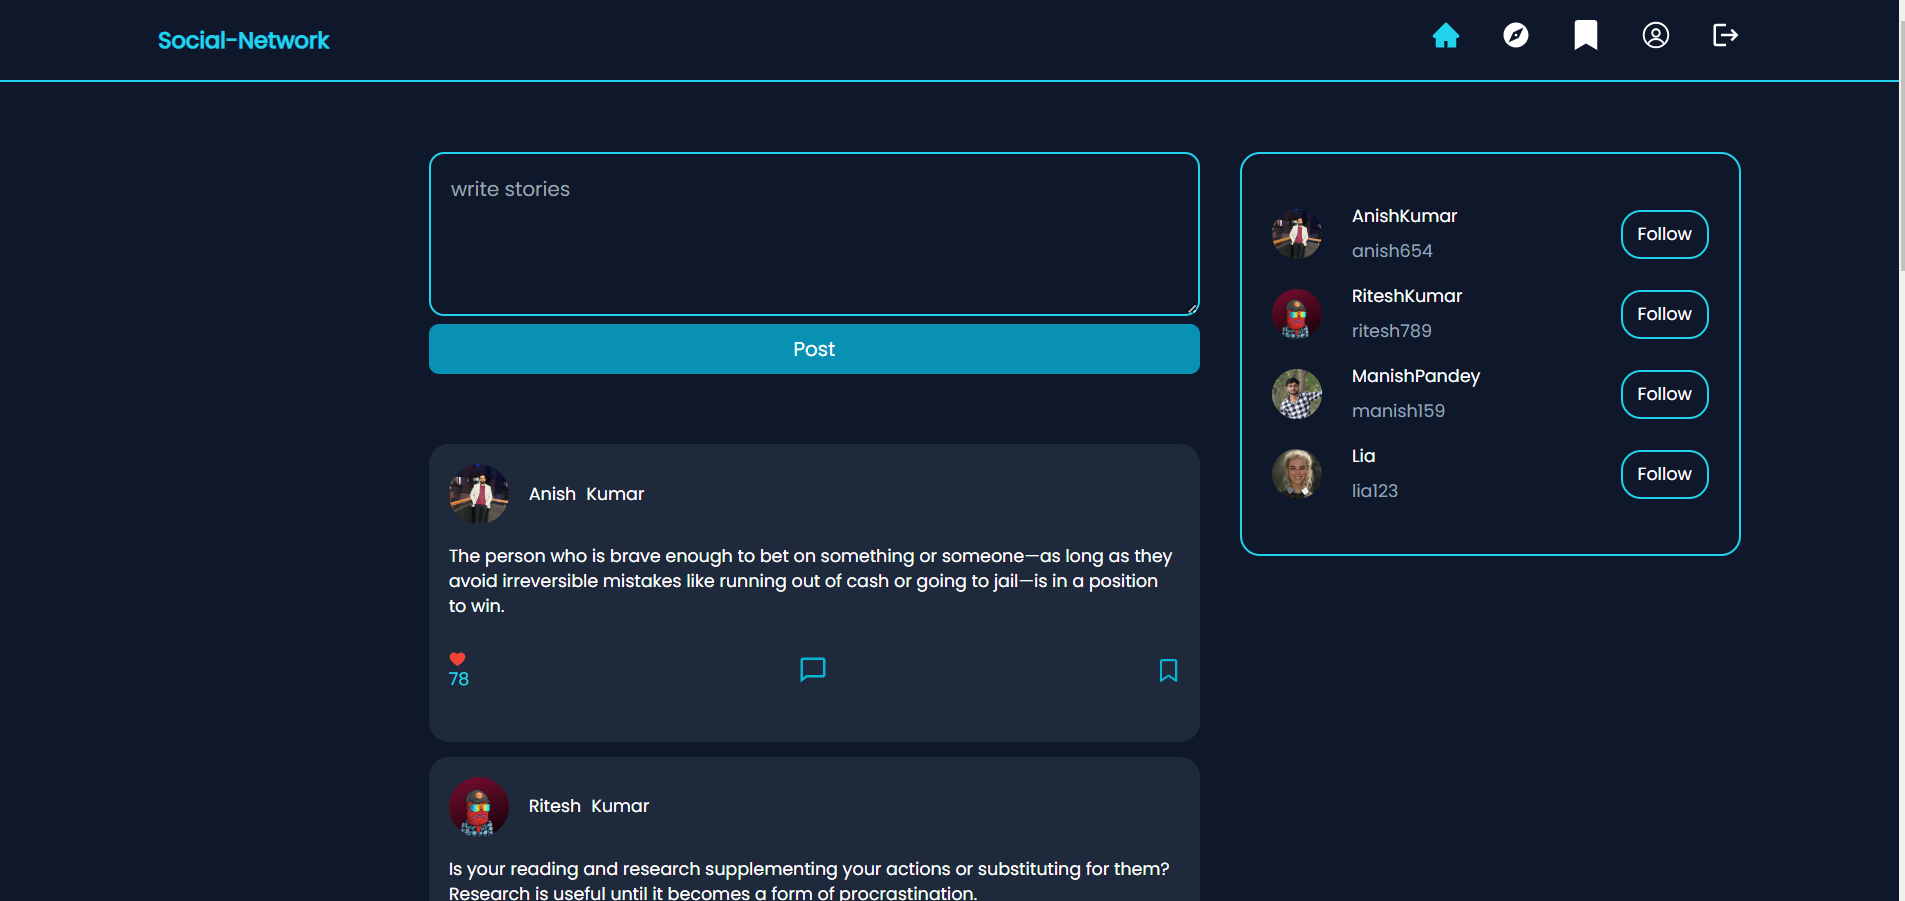 Social-Network
write stories
Post
Anish Kumar
The person who is brave enough to bet on something or someone—as long as they
avoid irreversible mistakes like running out of cash or going to jail—is in a position
to win.
78
Ritesh Kumar
Is your reading and research supplementing your actions or substituting for them?
Research is useful until it becomes a form of procrastination.
AnishKumar
anish654
Follow
RiteshKumar
ritesh789
Follow
ManishPandey
manish159
Follow
Lia
lia123
Follow